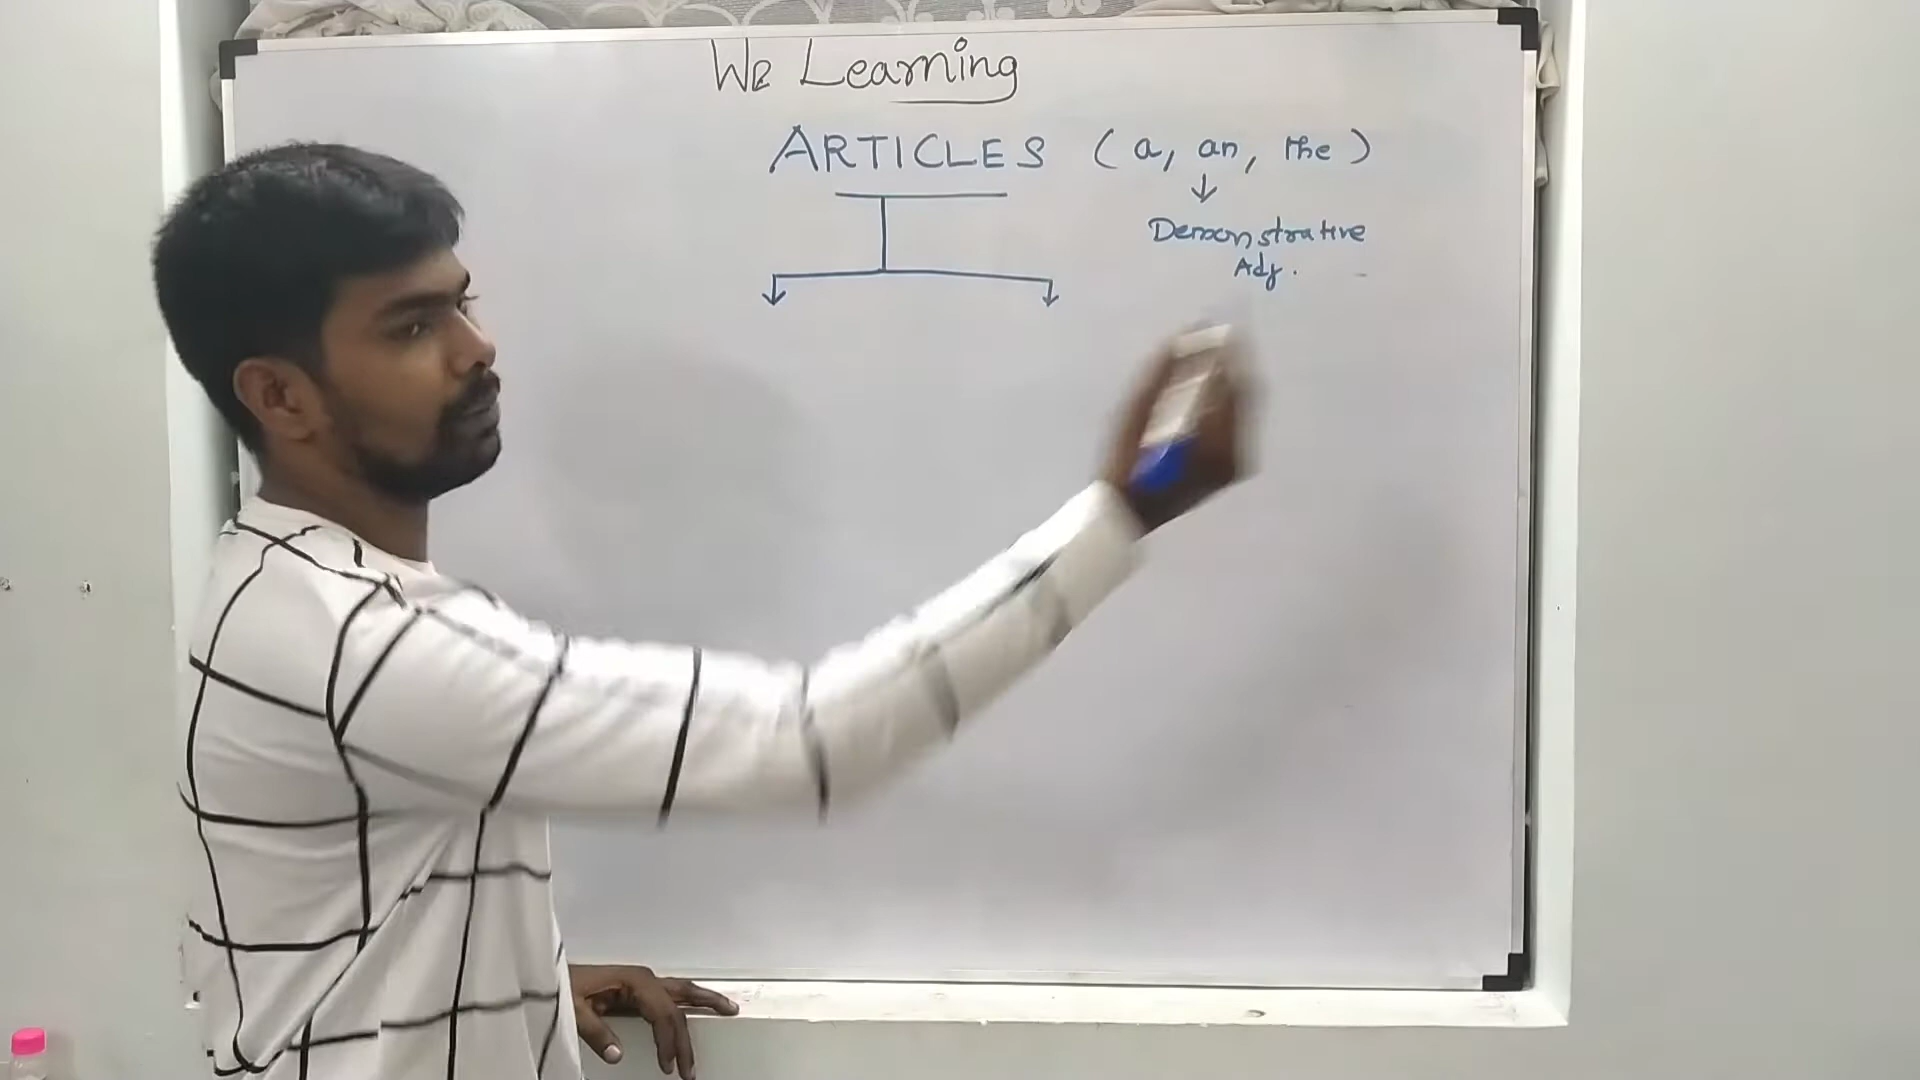 We Learning
ARTICLES (a, an, the)
Demonstrative
Adj.